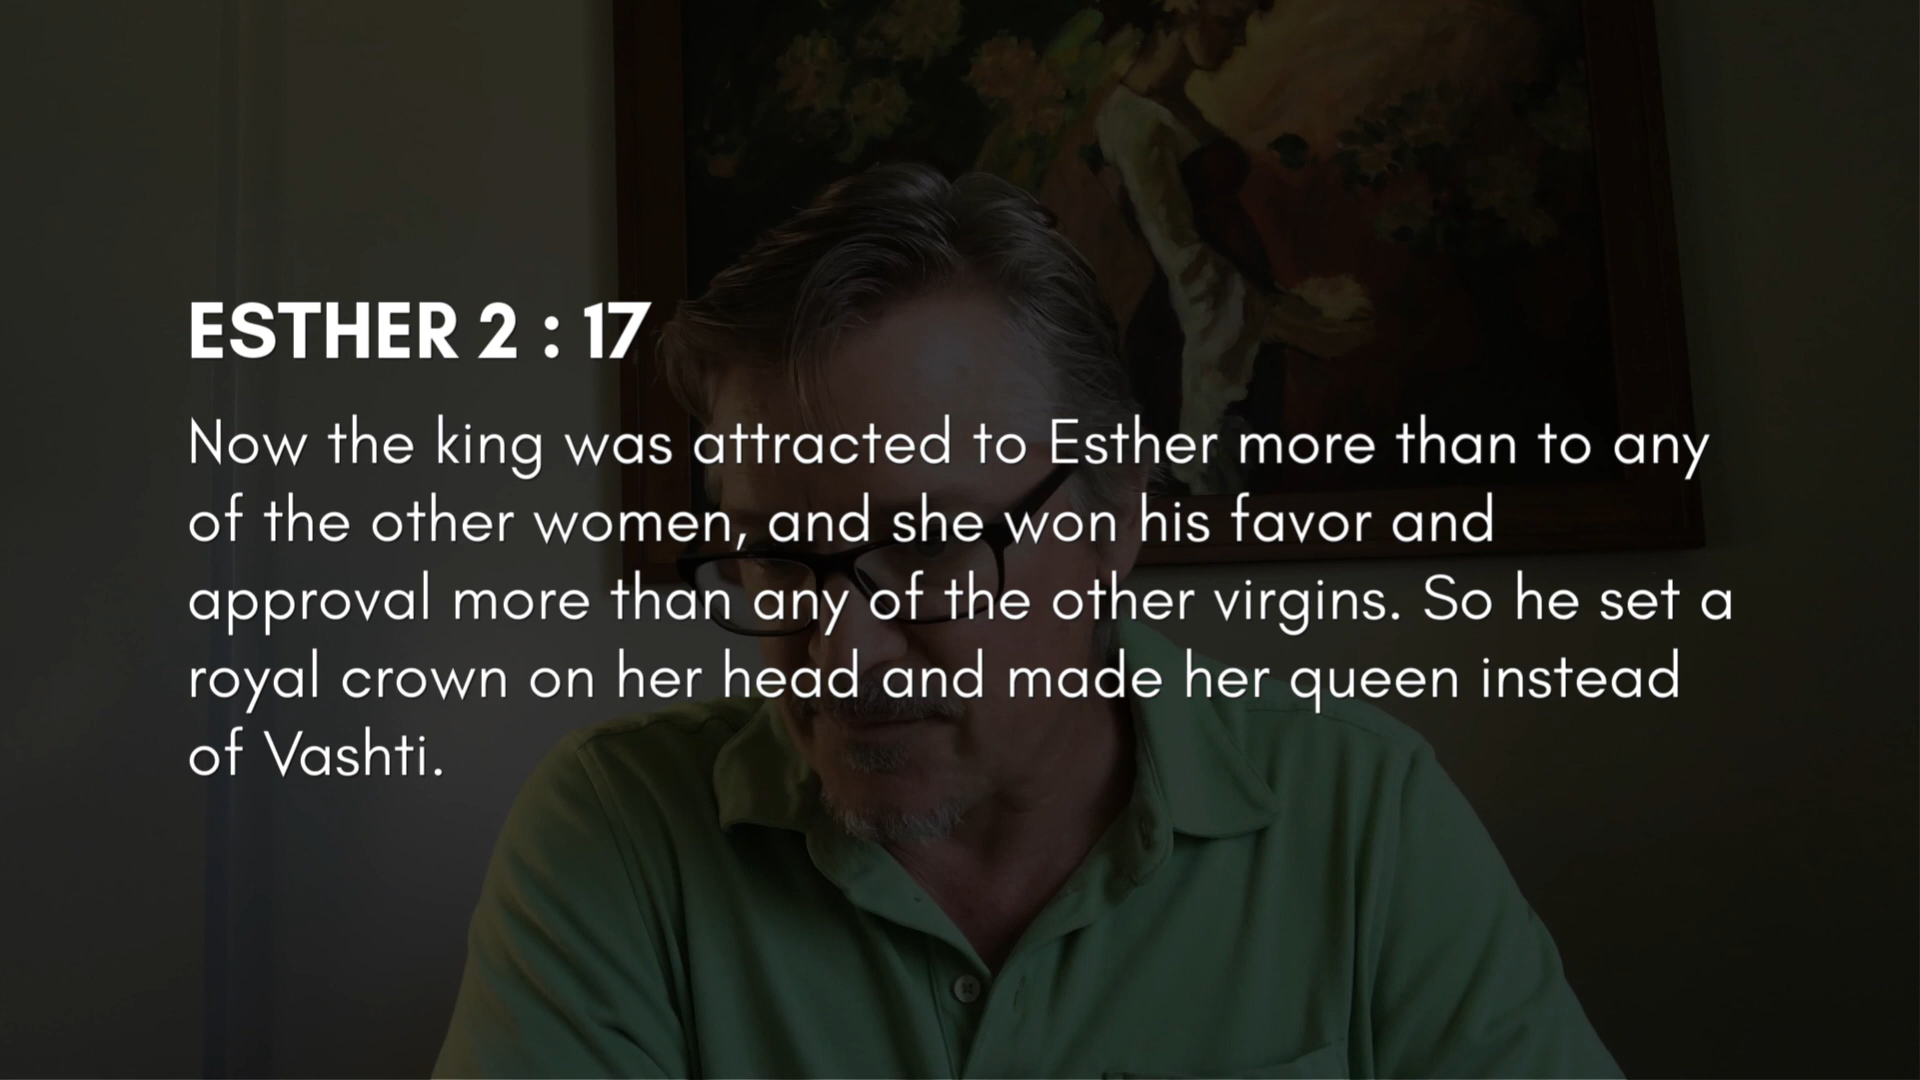 ESTHER 2 : 17
Now the king was attracted to Esther more than to any
of the other women, and she won his favor and
approval more than any of the other virgins. So he set a
royal crown on her head and made her queen instead
of Vashti.